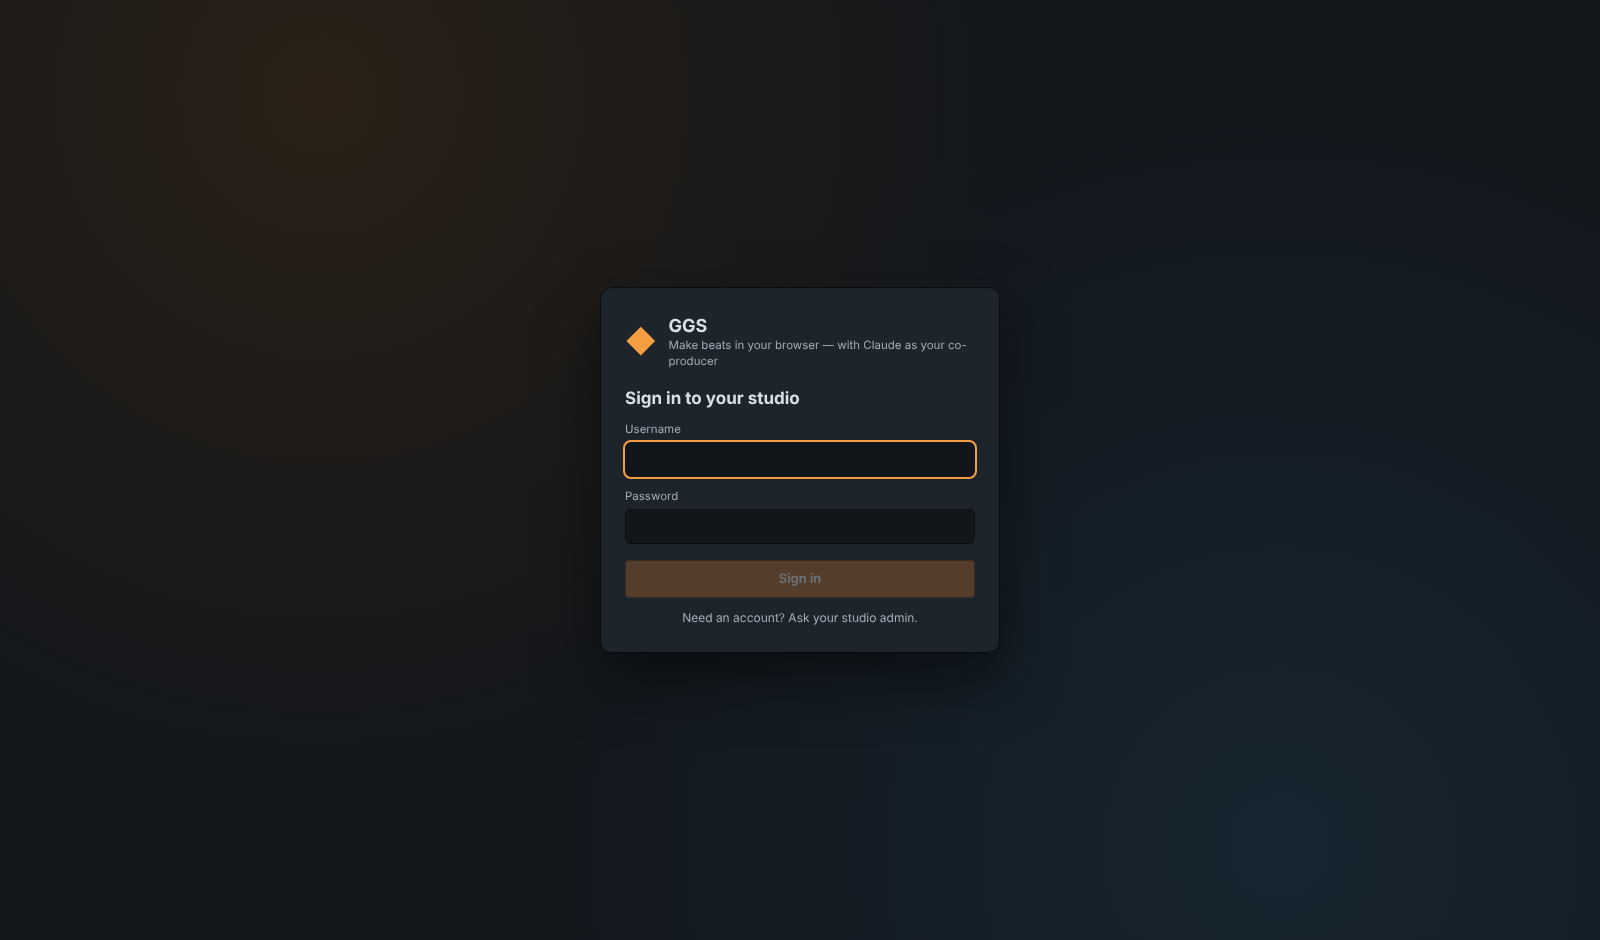 GGS
Make beats in your browser — with Claude as your co-
producer
Sign in to your studio
Username
Password
Sign in
Need an account? Ask your studio admin.